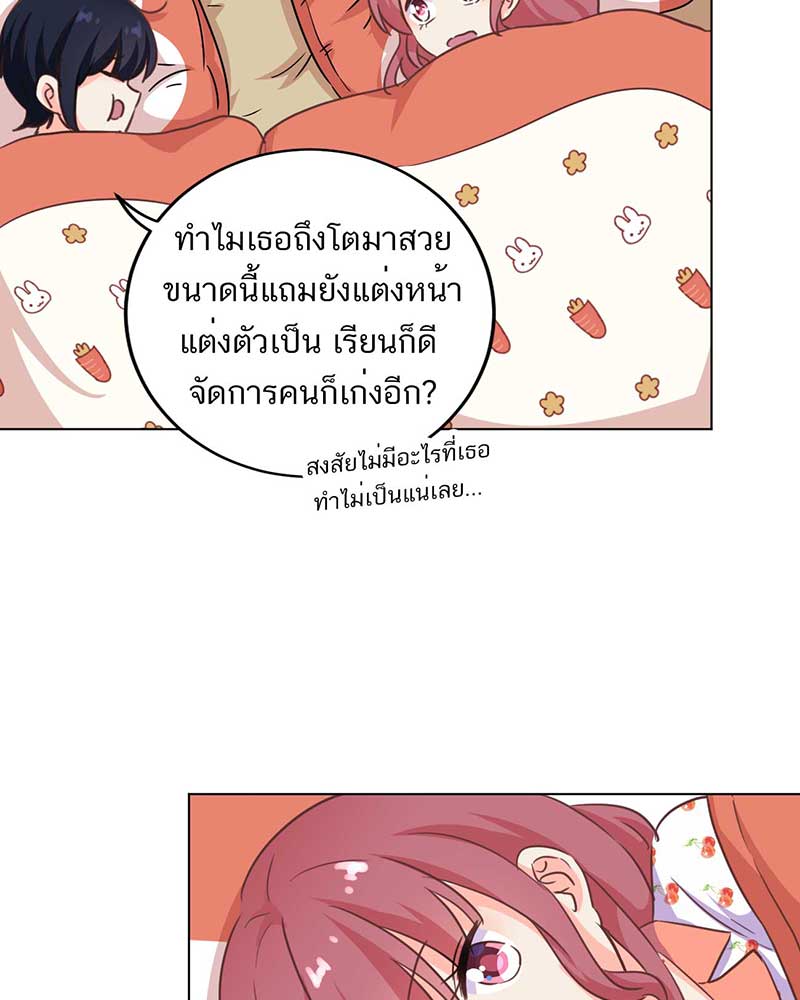 ทำไมเธอถึงโตมาสวย
ขนาดนี้แถมยังแต่งหน้า
แต่งตัวเป็น เรียนก็ดี
จัดการคนก็เก่งอีก?
สงสัยไม่มีอะไรที่เธอ
ทำไม่เป็นแน่เลย...